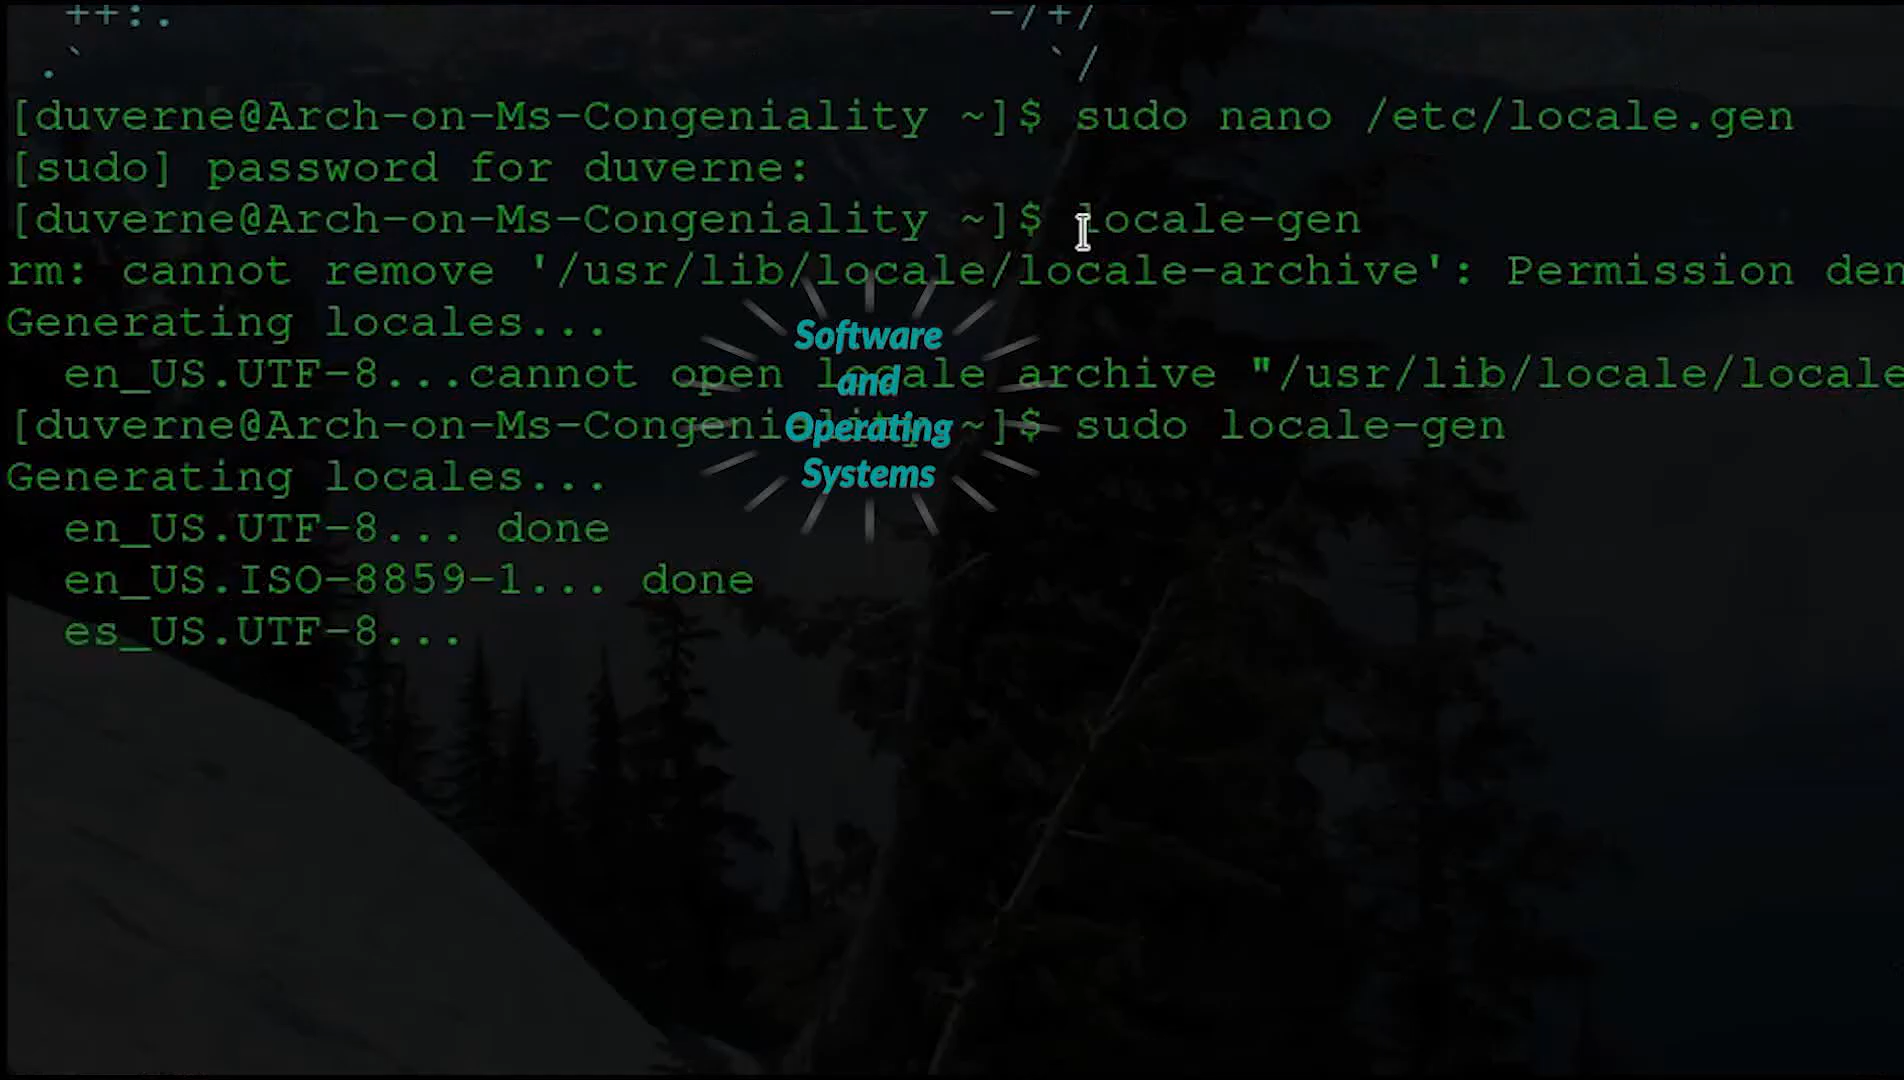 ++:.                                -/+/
.`                                  `/
[duverne@Arch-on-Ms-Congeniality ~]$ sudo nano /etc/locale.gen
[sudo] password for duverne:
[duverne@Arch-on-Ms-Congeniality ~]$ locale-gen
rm: cannot remove '/usr/lib/locale/locale-archive': Permission den
Generating locales...
en_US.UTF-8...cannot open locale archive "/usr/lib/locale/locale
[duverne@Arch-on-Ms-Congeniality ~]$ sudo locale-gen
Generating locales...
en_US.UTF-8... done
en_US.ISO-8859-1... done
es_US.UTF-8...
Software
and
Operating
Systems